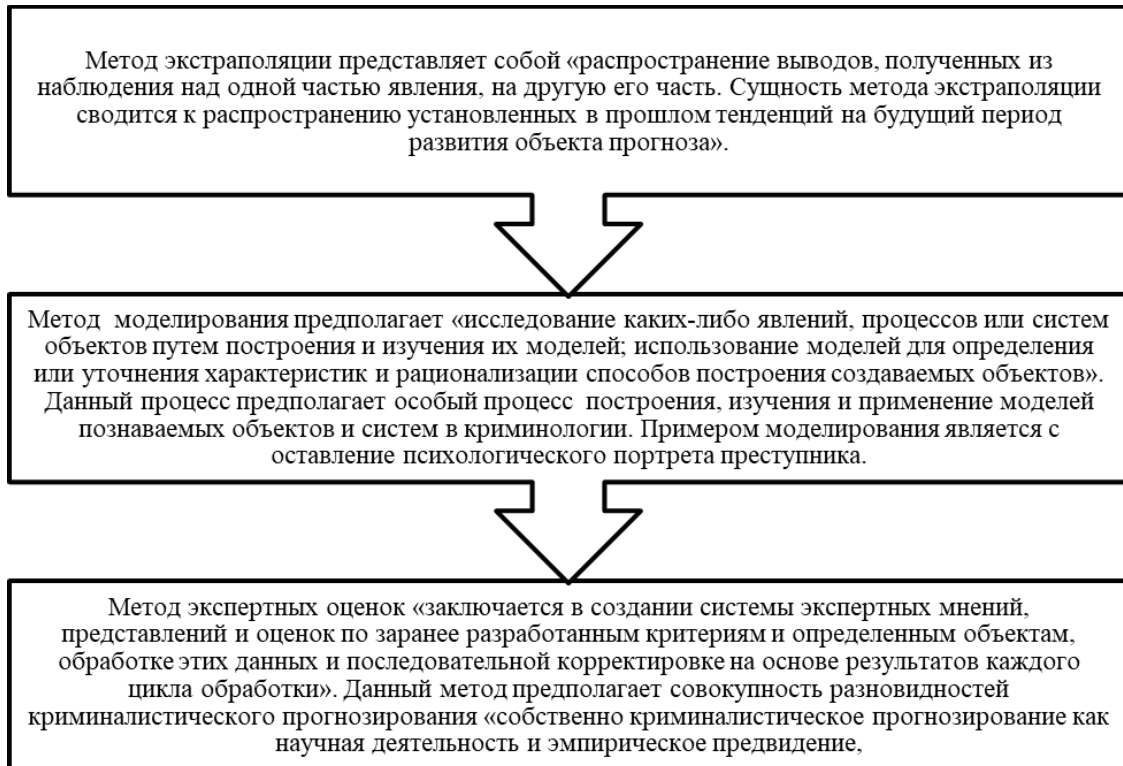 Метод экстраполяции представляет собой «распространение выводов, полученных из
наблюдения над одной частью явления, на другую его часть. Сущность метода экстраполяции
сводится к распространению установленных в прошлом тенденций на будущий период
развития объекта прогноза».
Метод моделирования предполагает «исследование каких-либо явлений, процессов или систем
объектов путем построения и изучения их моделей; использование моделей для определения
или уточнения характеристик и рационализации способов построения создаваемых объектов».
Данный процесс предполагает особый процесс построения, изучения и применение моделей
познаваемых объектов и систем в криминологии. Примером моделирования является с
оставление психологического портрета преступника.
Метод экспертных оценок «заключается в создании системы экспертных мнений,
представлений и оценок по заранее разработанным критериям и определенным объектам,
обработке этих данных и последовательной корректировке на основе результатов каждого
цикла обработки». Данный метод предполагает совокупность разновидностей
криминалистического прогнозирования «собственно криминалистическое прогнозирование как
научная деятельность и эмпирическое предвидение,